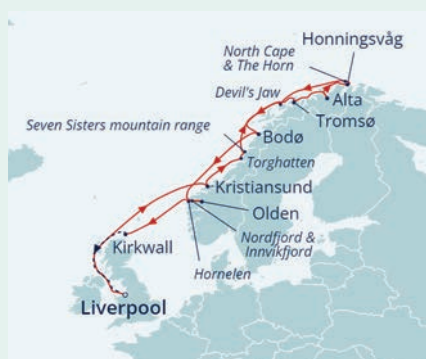 North Cape
& The Horn
Honningsvåg
Devil's Jaw
Alta
Tromsø
Seven Sisters mountain range
Bodø
Torghatten
Kristiansund
Olden
Kirkwall
Nordfjord &
Innvikfjord
Hornelen
Liverpool